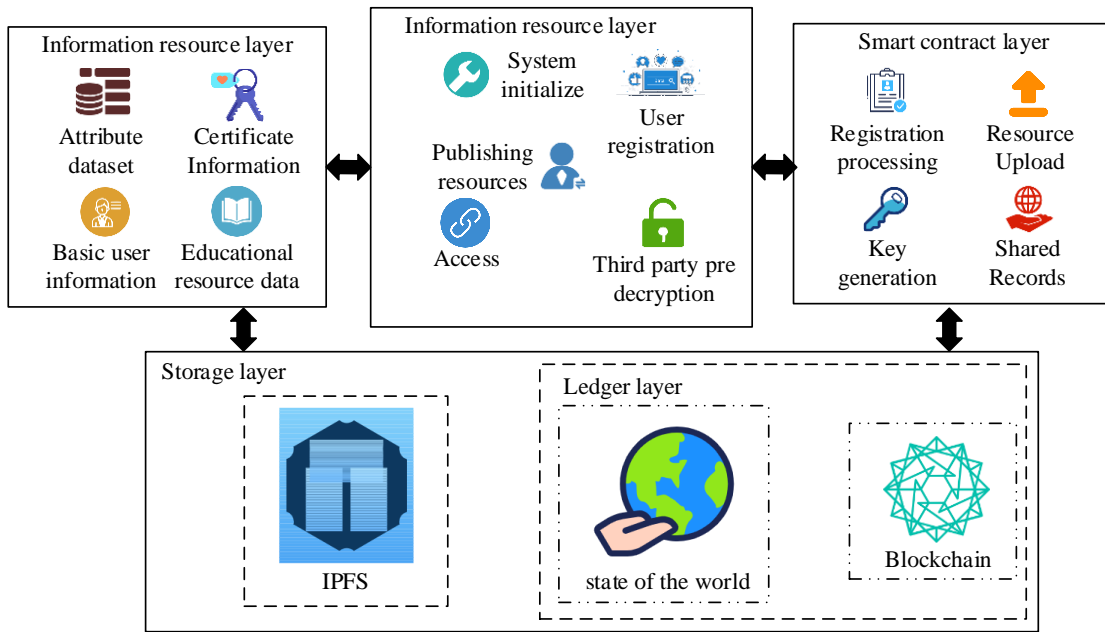 Information resource layer
Attribute
dataset
Certificate
Information
Basic user
information
Educational
resource data
Information resource layer
System
initialize
User
registration
Publishing
resources
Access
Third party pre
decryption
Smart contract layer
Registration
processing
Resource
Upload
Key
generation
Shared
Records
Storage layer
IPFS
Ledger layer
state of the world
Blockchain